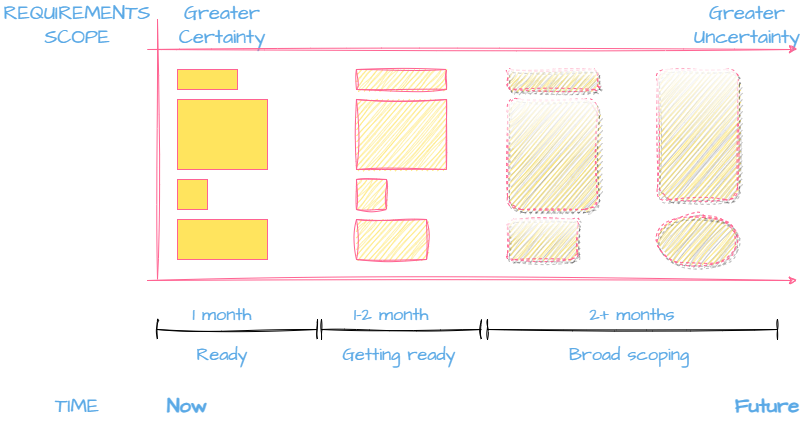 REQUIREMENTS
SCOPE
Greater
Certainty
Greater
Uncertainty
1 month
1-2 month
2+ months
Ready
Getting ready
Broad scoping
TIME
Now
Future